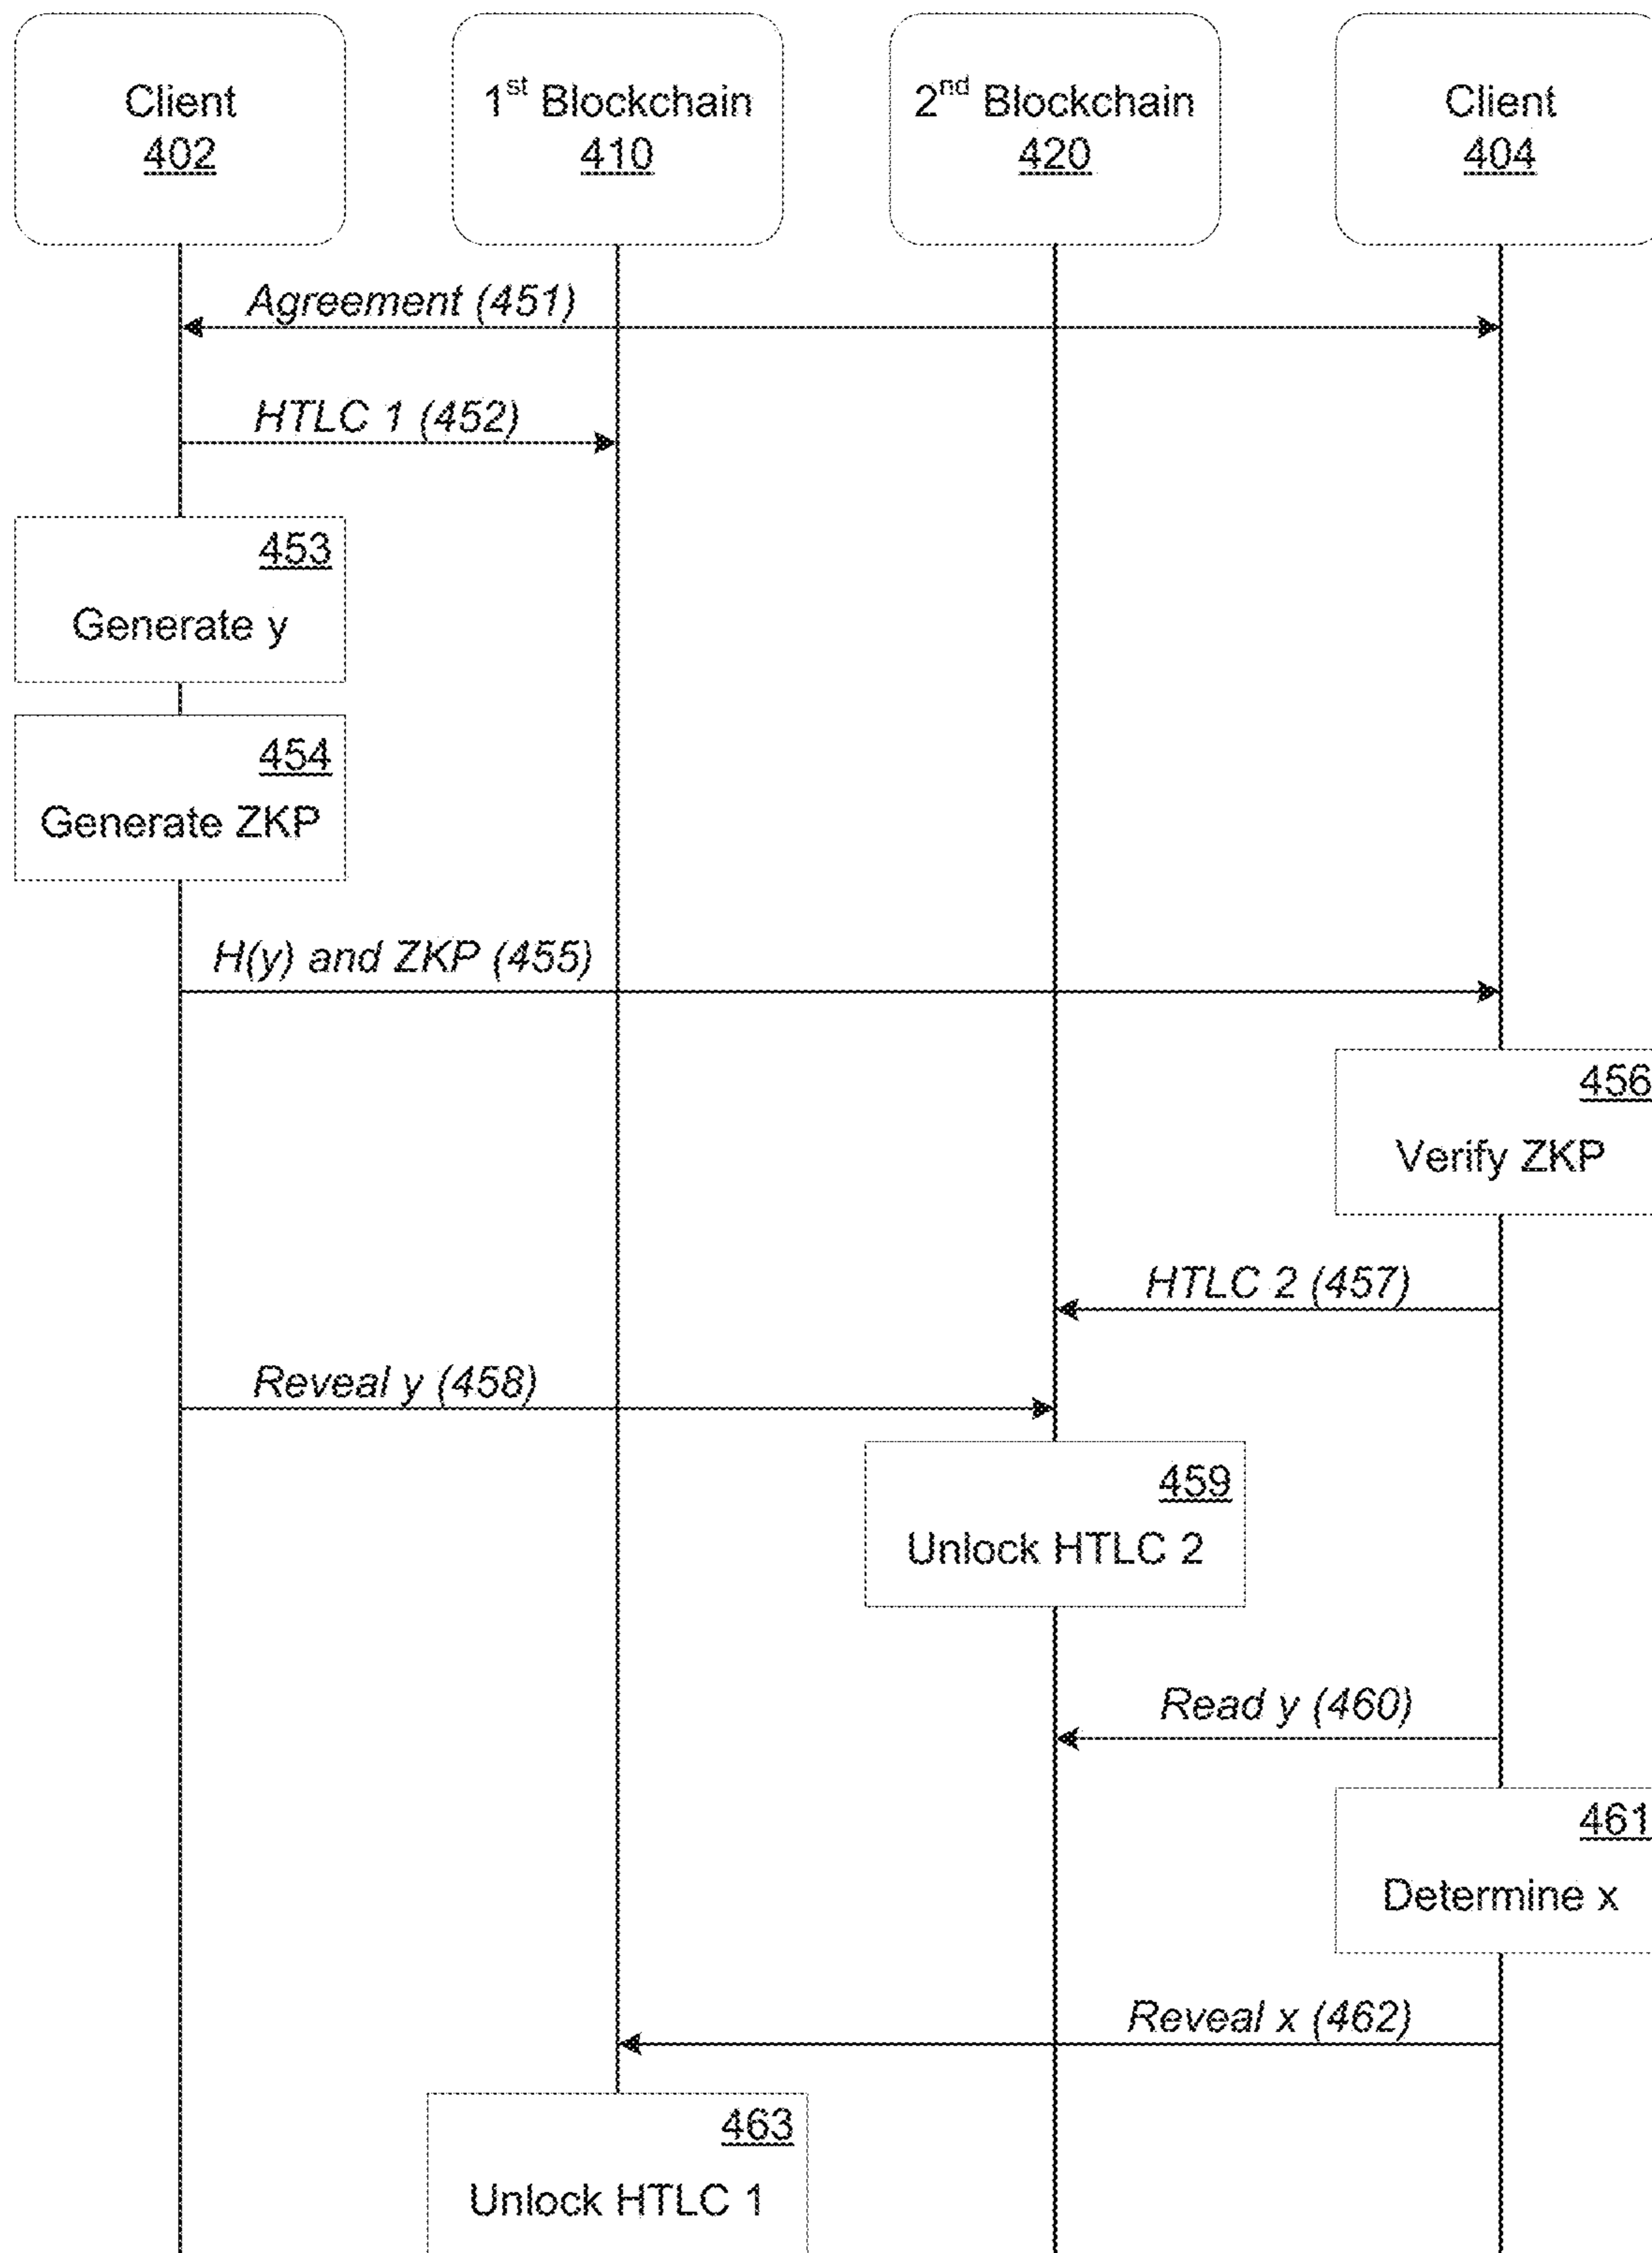 Client
402
1st Blockchain
410
2nd Blockchain
420
Client
404
Agreement (451)
HTLC 1 (452)
453
Generate y
454
Generate ZKP
H(y) and ZKP (455)
456
Verify ZKP
HTLC 2 (457)
Reveal y (458)
459
Unlock HTLC 2
Read y (460)
461
Determine x
Reveal x (462)
463
Unlock HTLC 1